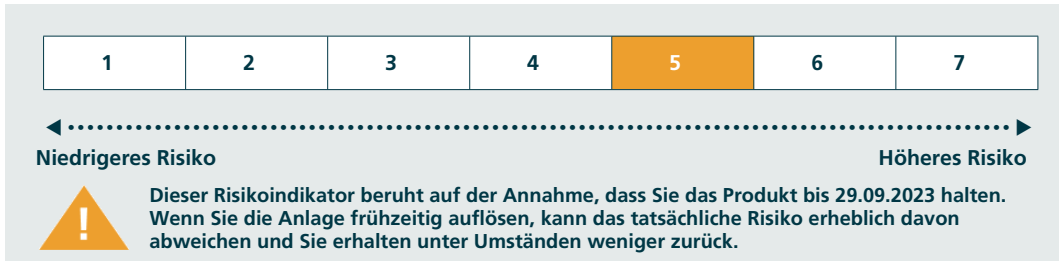 1 2 3 4 5 6 7
Niedrigeres Risiko Höheres Risiko
Dieser Risikoindikator beruht auf der Annahme, dass Sie das Produkt bis 29.09.2023 halten.
Wenn Sie die Anlage frühzeitig auflösen, kann das tatsächliche Risiko erheblich davon
abweichen und Sie erhalten unter Umständen weniger zurück.